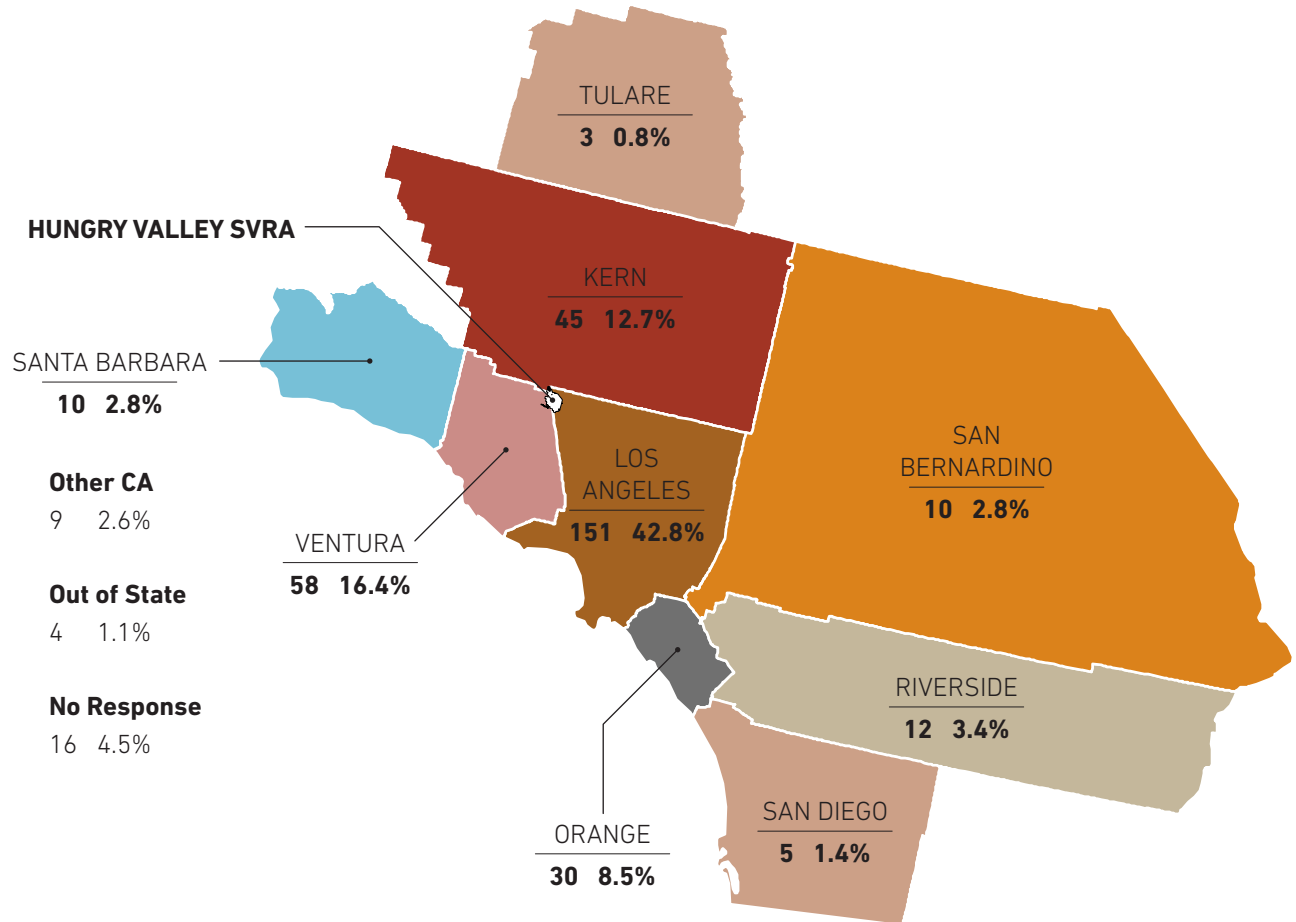 TULARE
3 0.8%
HUNGRY VALLEY SVRA
KERN
45 12.7%
SANTA BARBARA
10 2.8%
Other CA
9 2.6%
Out of State
4 1.1%
No Response
16 4.5%
VENTURA
58 16.4%
LOS
ANGELES
151 42.8%
SAN
BERNARDINO
10 2.8%
RIVERSIDE
12 3.4%
ORANGE
30 8.5%
SAN DIEGO
5 1.4%